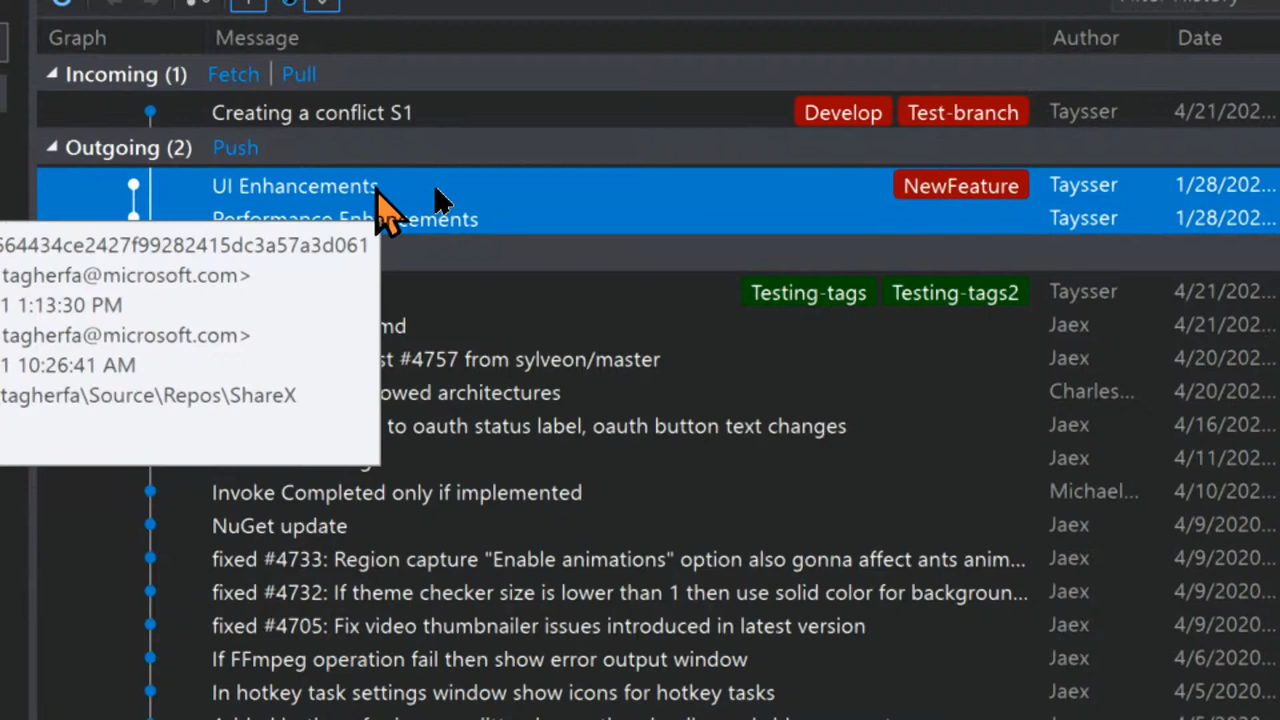 Graph Message Author Date
Incoming (1) Fetch | Pull
Creating a conflict S1 Develop Test-branch Taysser 4/21/202...
Outgoing (2) Push
UI Enhancements NewFeature Taysser 1/28/202...
Performance Enhancements Taysser 1/28/202...
564434ce2427f99282415dc3a57a3d061
tagherfa@microsoft.com>
1 1:13:30 PM
tagherfa@microsoft.com>
1 10:26:41 AM
tagherfa\Source\Repos\ShareX
Testing-tags Testing-tags2 Taysser 4/21/202...
md Jaex 4/21/202...
st #4757 from sylveon/master Jaex 4/20/202...
owed architectures Charles... 4/20/202...
to oauth status label, oauth button text changes Jaex 4/16/202...
Jaex 4/11/202...
Invoke Completed only if implemented Michael... 4/10/202...
NuGet update Jaex 4/9/2020...
fixed #4733: Region capture "Enable animations" option also gonna affect ants anim... Jaex 4/9/2020...
fixed #4732: If theme checker size is lower than 1 then use solid color for backgroun... Jaex 4/9/2020...
fixed #4705: Fix video thumbnailer issues introduced in latest version Jaex 4/9/2020...
If FFmpeg operation fail then show error output window Jaex 4/6/2020...
In hotkey task settings window show icons for hotkey tasks Jaex 4/5/2020...